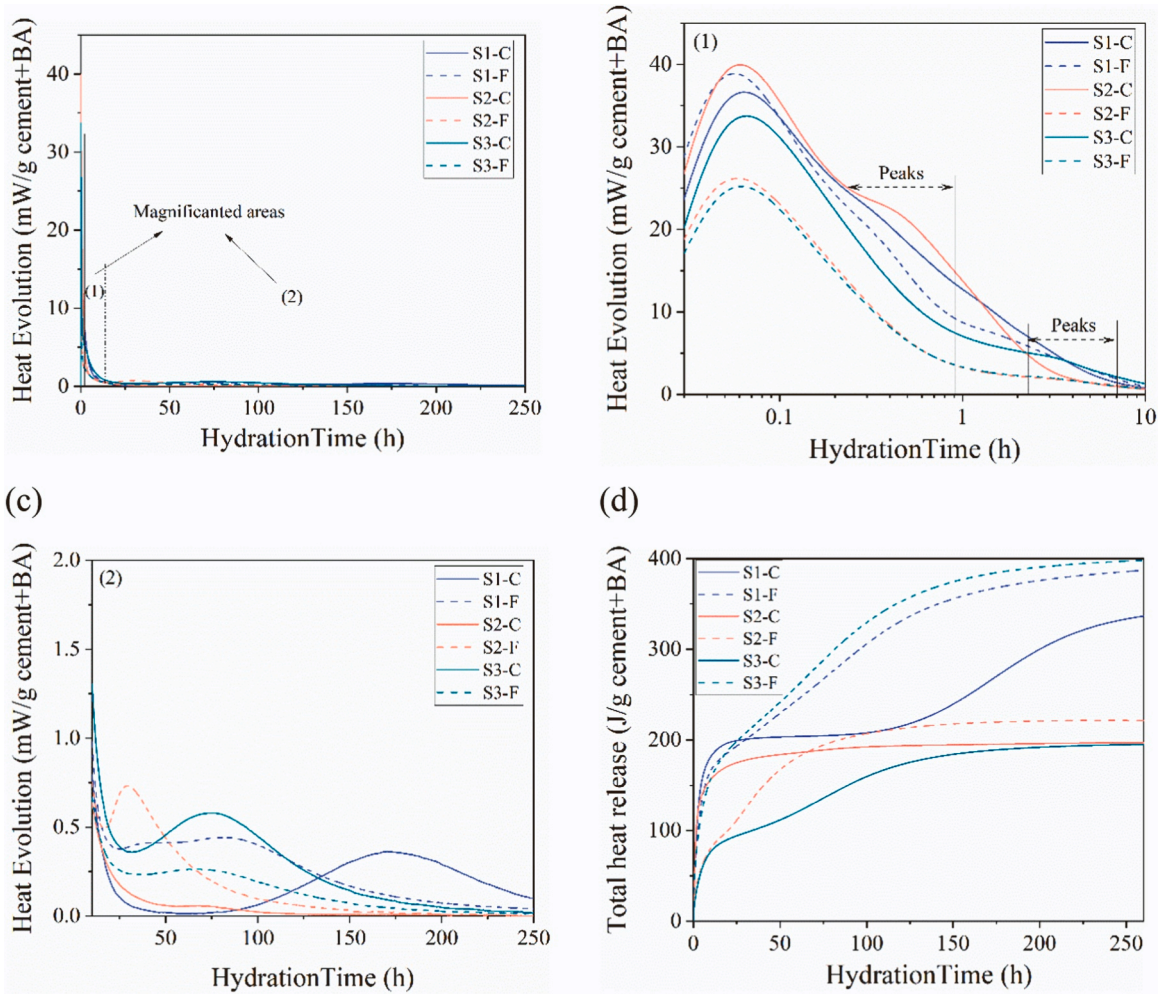 Heat Evolution (mW/g cement+BA)
40
30
20
10
0
S1-C
S1-F
S2-C
S2-F
S3-C
S3-F
Magnificanted areas
(1)
(2)
0 50 100 150 200 250
HydrationTime (h)
Heat Evolution (mW/g cement+BA)
(1)
40
30
20
10
0
S1-C
S1-F
S2-C
S2-F
S3-C
S3-F
Peaks
Peaks
0.1 1 10
HydrationTime (h)
(c)
Heat Evolution (mW/g cement+BA)
(2)
2.0
1.5
1.0
0.5
0.0
S1-C
S1-F
S2-C
S2-F
S3-C
S3-F
50 100 150 200 250
HydrationTime (h)
(d)
Total heat release (J/g cement+BA)
400
300
200
100
0
S1-C
S1-F
S2-C
S2-F
S3-C
S3-F
0 50 100 150 200 250
HydrationTime (h)